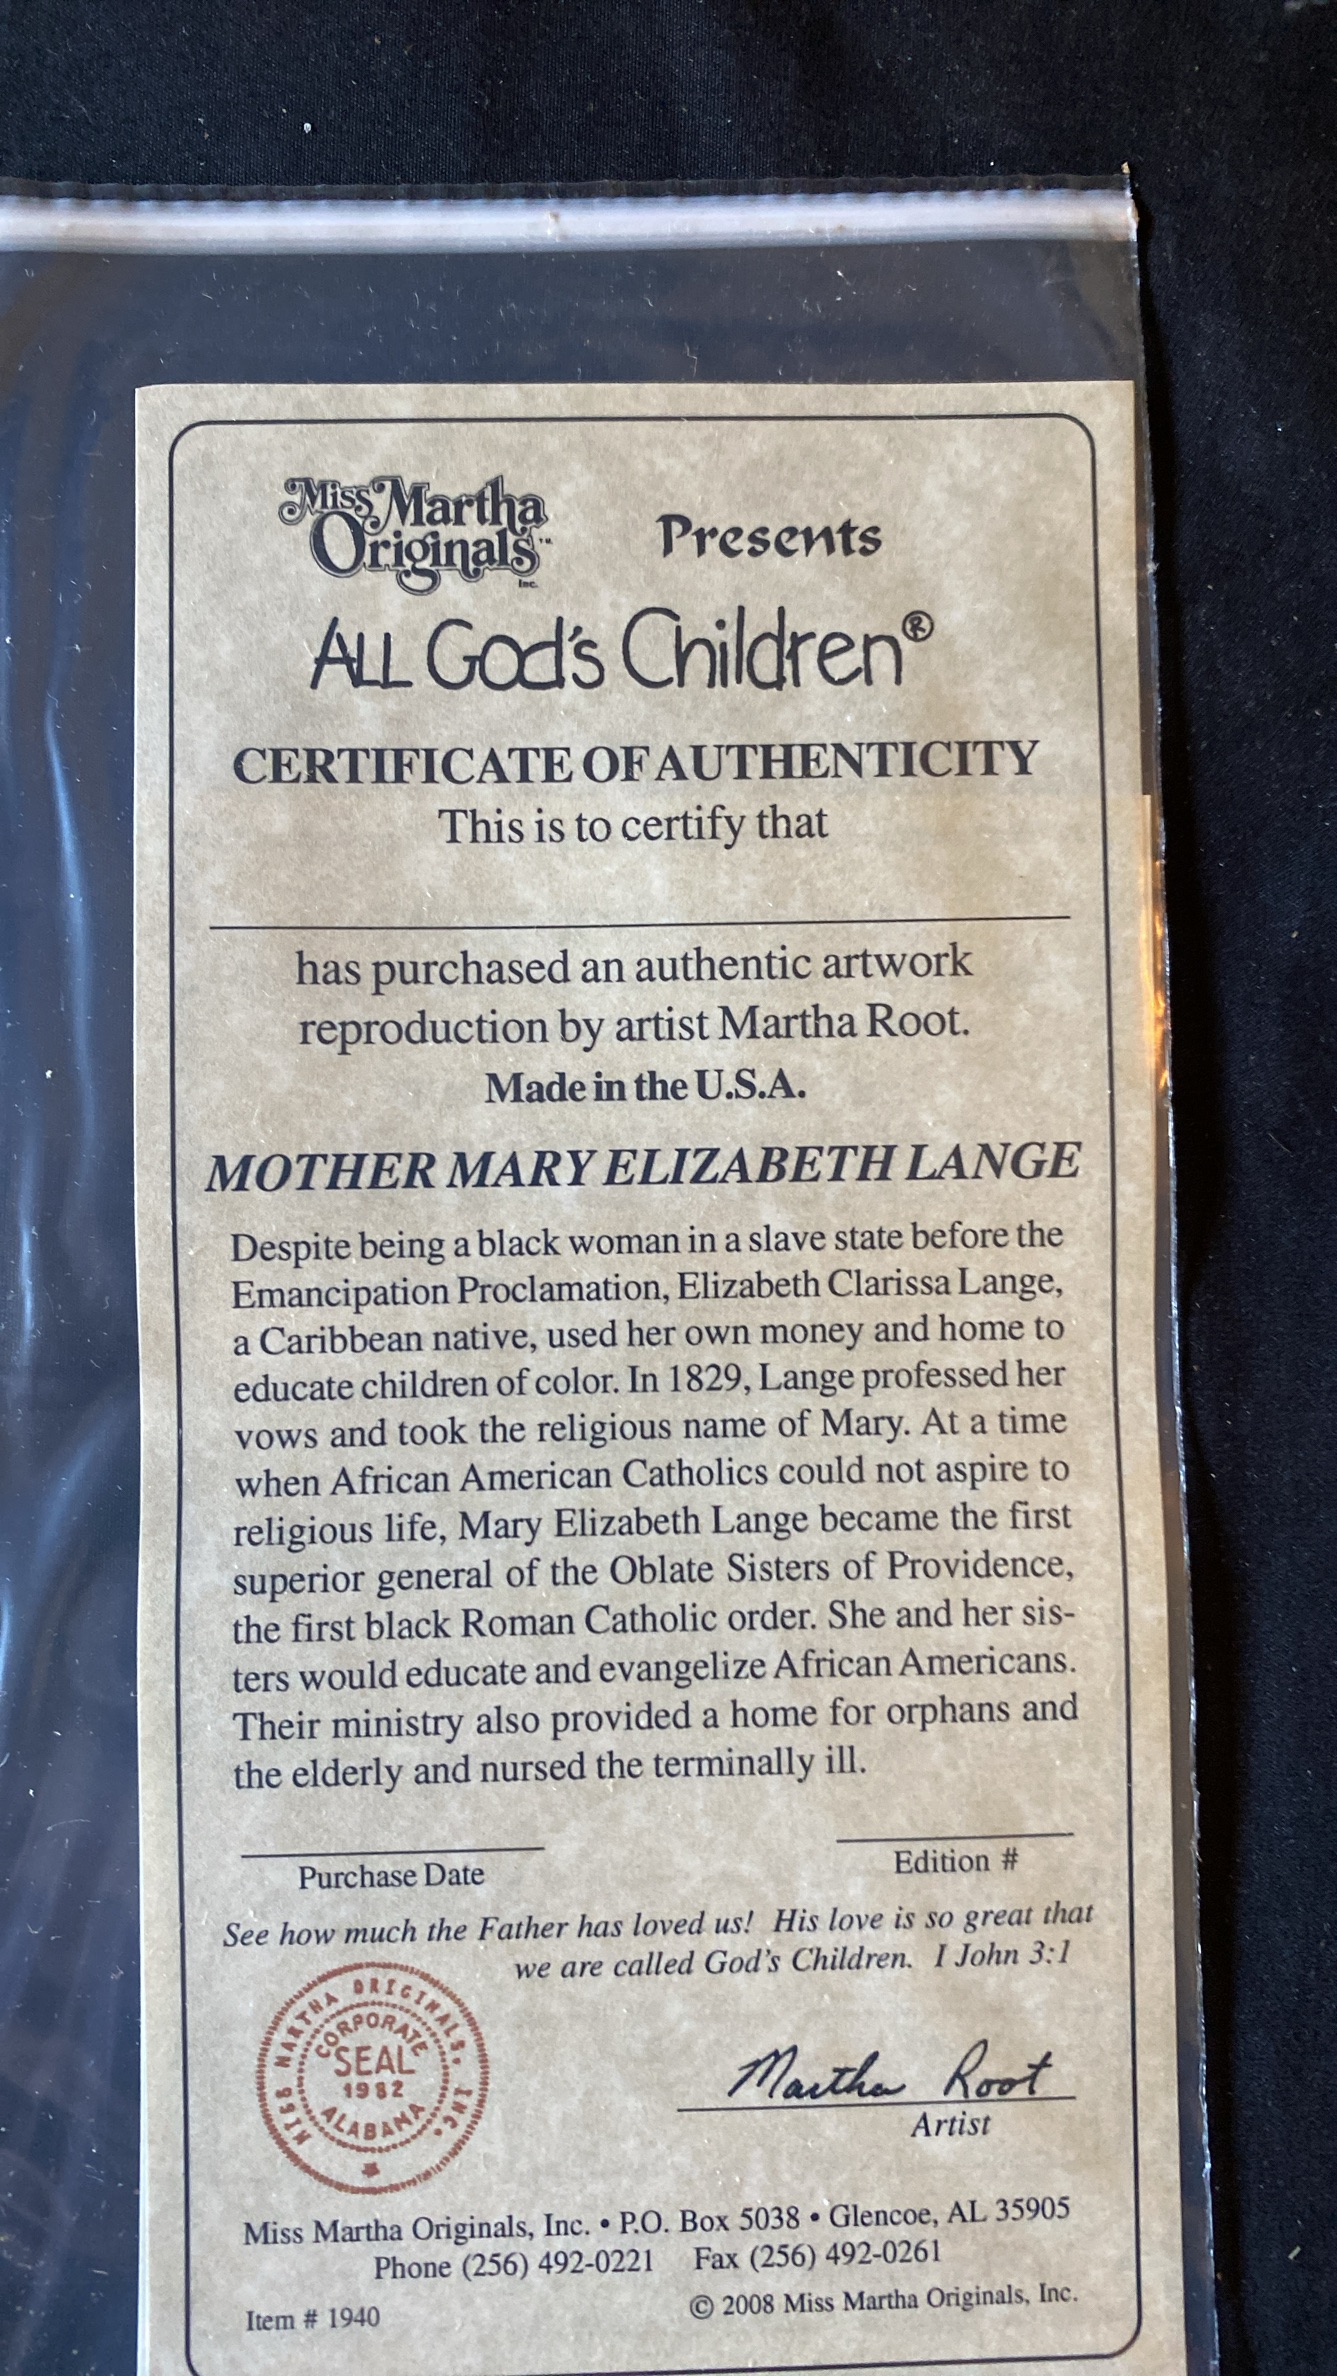 Miss Martha
Originals™
Inc.
Presents
ALL God's Children®
CERTIFICATE OF AUTHENTICITY
This is to certify that
has purchased an authentic artwork
reproduction by artist Martha Root.
Made in the U.S.A.
MOTHER MARY ELIZABETH LANGE
Despite being a black woman in a slave state before the
Emancipation Proclamation, Elizabeth Clarissa Lange,
a Caribbean native, used her own money and home to
educate children of color. In 1829, Lange professed her
vows and took the religious name of Mary. At a time
when African American Catholics could not aspire to
religious life, Mary Elizabeth Lange became the first
superior general of the Oblate Sisters of Providence,
the first black Roman Catholic order. She and her sis-
ters would educate and evangelize African Americans.
Their ministry also provided a home for orphans and
the elderly and nursed the terminally ill.
Purchase Date
Edition #
See how much the Father has loved us! His love is so great that
we are called God's Children. I John 3:1
MISS MARTHA ORIGINALS, INC.
CORPORATE
SEAL
1982
ALABAMA
Martha Root
Artist
Miss Martha Originals, Inc. • P.O. Box 5038 • Glencoe, AL 35905
Phone (256) 492-0221 Fax (256) 492-0261
© 2008 Miss Martha Originals, Inc.
Item # 1940